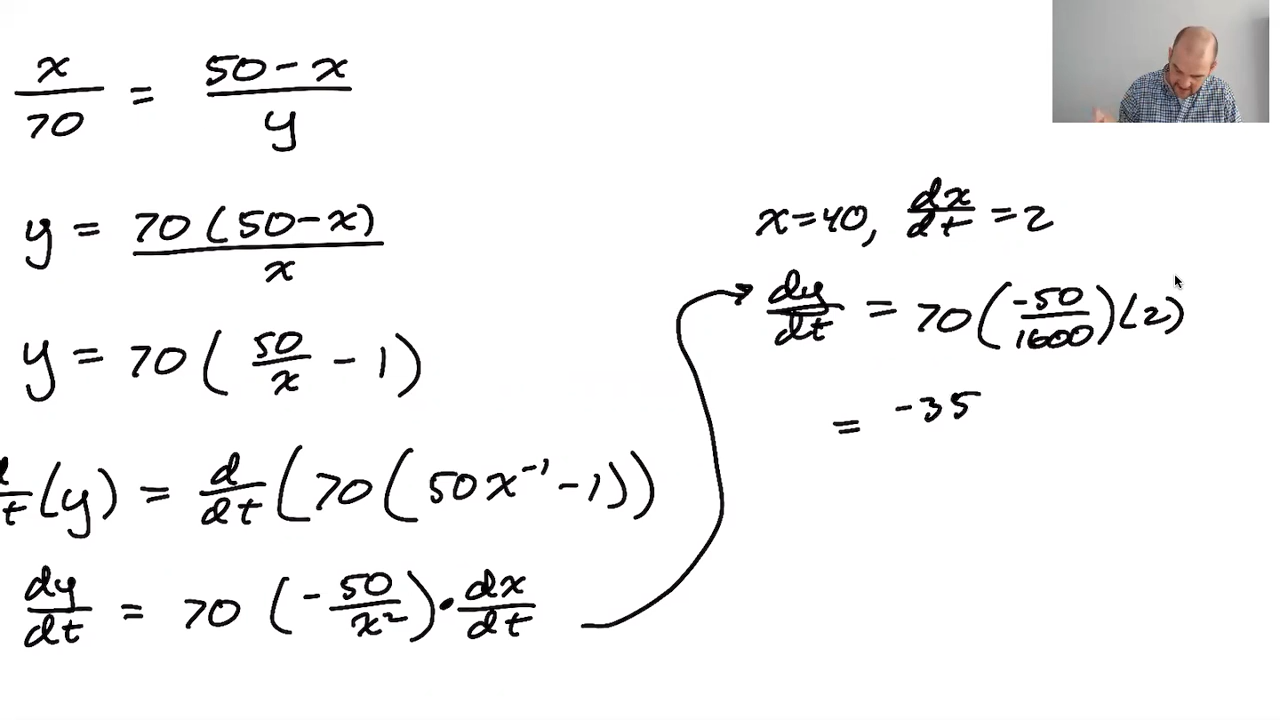 x/70 = (50 - x)/y
y = 70(50 - x)/x
y = 70(50/x - 1)
d/dt(y) = d/dt(70(50x⁻¹ - 1))
dy/dt = 70(-50/x²)·dx/dt
x=40, dx/dt = 2
dy/dt = 70(-50/1600)(2)
= -35